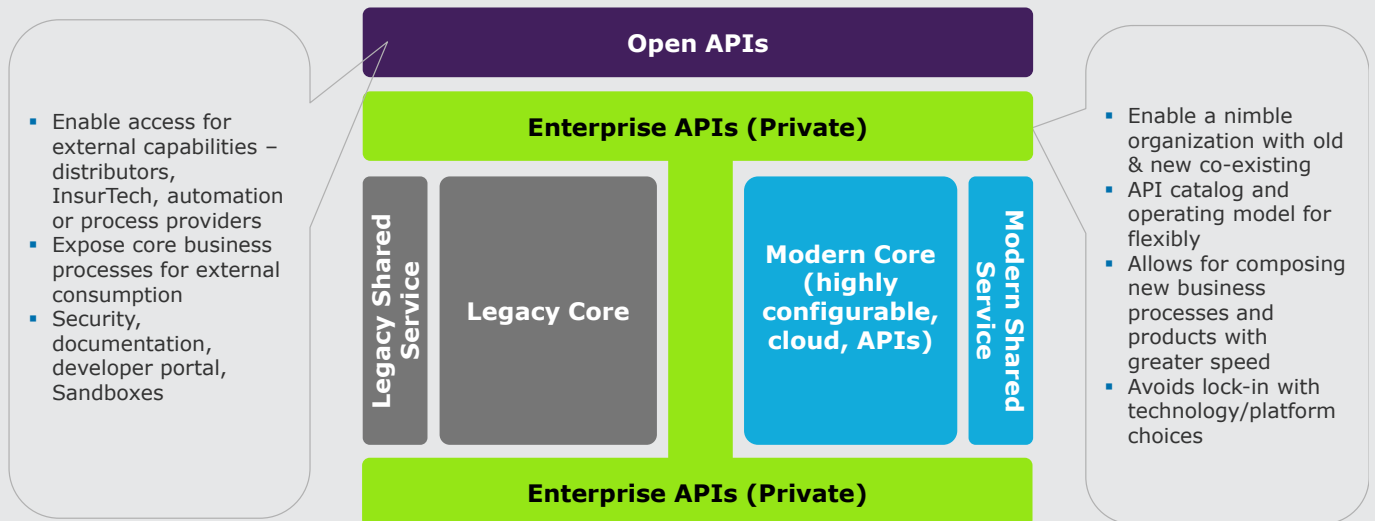 Open APIs
Enterprise APIs (Private)
▪ Enable access for
external capabilities –
distributors,
InsurTech, automation
or process providers
▪ Expose core business
processes for external
consumption
▪ Security,
documentation,
developer portal,
Sandboxes
Legacy Shared
Service
Legacy Core
Modern Core
(highly
configurable,
cloud, APIs)
Modern Shared
Service
▪ Enable a nimble
organization with old
& new co-existing
▪ API catalog and
operating model for
flexibly
▪ Allows for composing
new business
processes and
products with
greater speed
▪ Avoids lock-in with
technology/platform
choices
Enterprise APIs (Private)